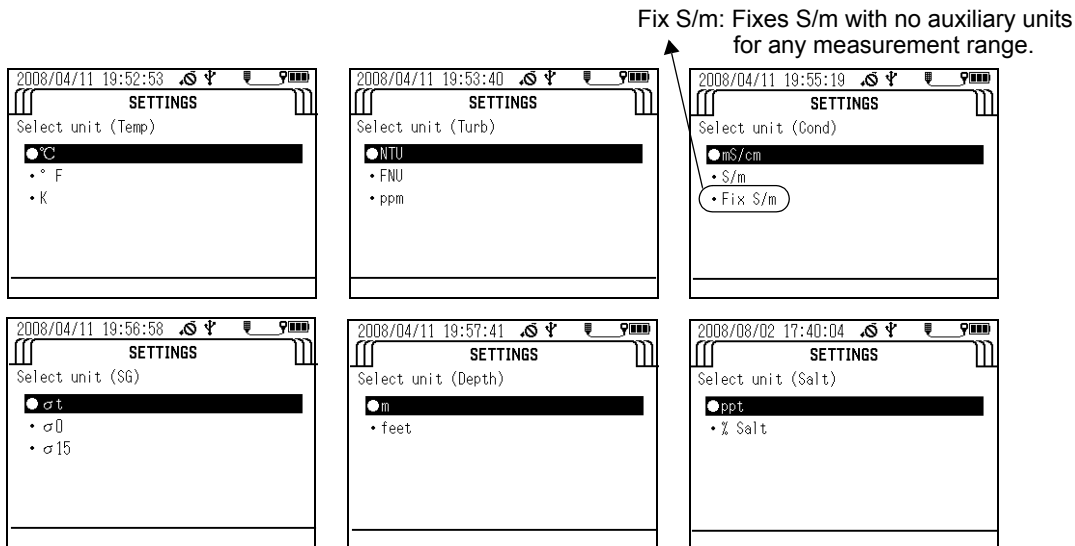 Fix S/m: Fixes S/m with no auxiliary units
for any measurement range.
2008/04/11 19:52:53
SETTINGS
Select unit (Temp)
●℃
・° F
・K
2008/04/11 19:53:40
SETTINGS
Select unit (Turb)
●NTU
・FNU
・ppm
2008/04/11 19:55:19
SETTINGS
Select unit (Cond)
●mS/cm
・S/m
・Fix S/m
2008/04/11 19:56:58
SETTINGS
Select unit (SG)
●σt
・σ0
・σ15
2008/04/11 19:57:41
SETTINGS
Select unit (Depth)
●m
・feet
2008/08/02 17:40:04
SETTINGS
Select unit (Salt)
●ppt
・% Salt